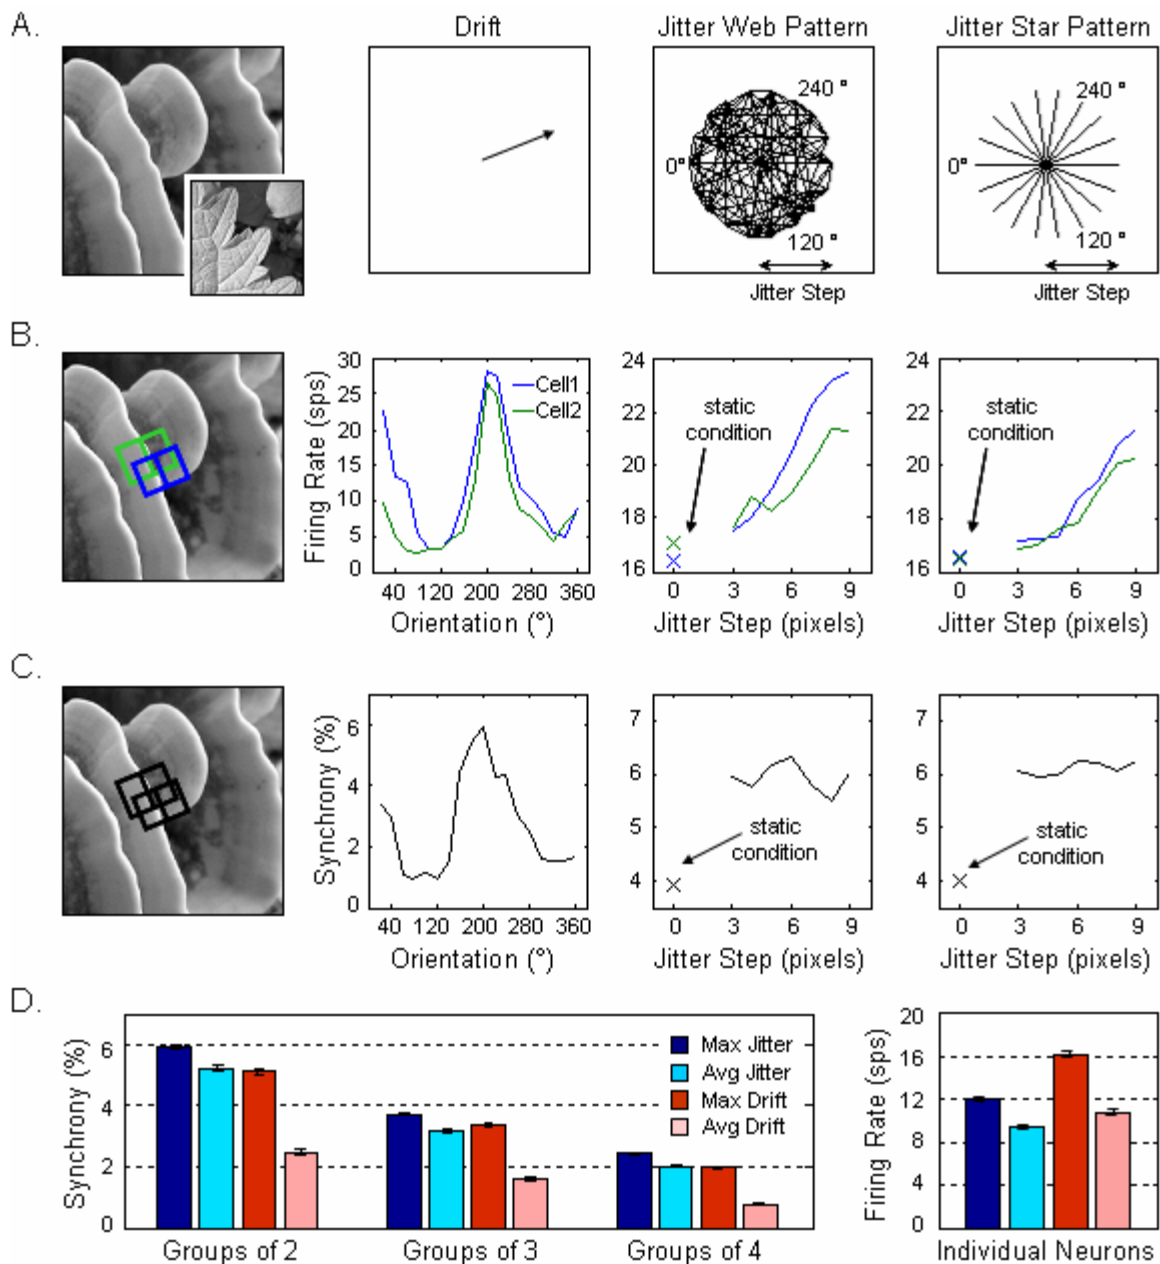 A.
Drift
Jitter Web Pattern
Jitter Star Pattern
240 °
0°
120 °
Jitter Step
240 °
0°
120 °
Jitter Step
B.
Firing Rate (sps)
30
25
20
15
10
5
0
Cell1
Cell2
40 120 200 280 360
Orientation (°)
24
22
20
18
16
static
condition
0 3 6 9
Jitter Step (pixels)
24
22
20
18
16
static
condition
0 3 6 9
Jitter Step (pixels)
C.
Synchrony (%)
6
4
2
0
40 120 200 280 360
Orientation (°)
7
6
5
4
static
condition
0 3 6 9
Jitter Step (pixels)
7
6
5
4
static
condition
0 3 6 9
Jitter Step (pixels)
D.
Synchrony (%)
6
4
2
0
Max Jitter
Avg Jitter
Max Drift
Avg Drift
Groups of 2
Groups of 3
Groups of 4
Firing Rate (sps)
20
16
12
8
4
0
Individual Neurons